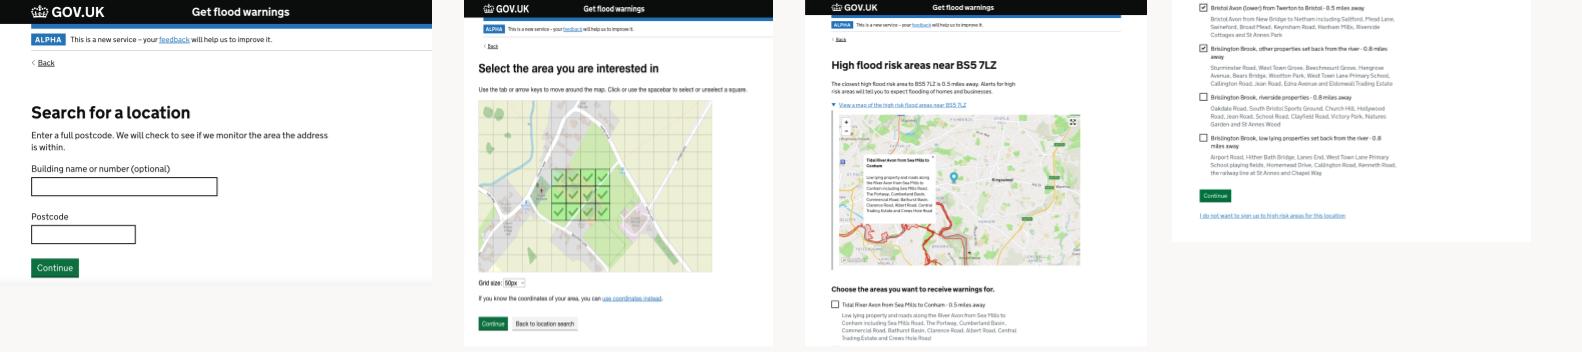 GOV.UK Get flood warnings
ALPHA This is a new service – your feedback will help us to improve it.
< Back
Search for a location
Enter a full postcode. We will check to see if we monitor the area the address
is within.
Building name or number (optional)
Postcode
Continue
GOV.UK Get flood warnings
ALPHA This is a new service – your feedback will help us to improve it.
< Back
Select the area you are interested in
Use the tab or arrow keys to move around the map. Click or use the spacebar to select or unselect a square.
Grid size: 50px
If you know the coordinates of your area, you can use coordinates instead.
Continue Back to location search
GOV.UK Get flood warnings
ALPHA This is a new service – your feedback will help us to improve it.
< Back
High flood risk areas near BS5 7LZ
The closest high flood risk area to BS5 7LZ is 0.5 miles away. Alerts for high
risk areas will tell you to expect flooding of homes and businesses.
View a map of the high risk flood areas near BS5 7LZ
+
−
Tidal River Avon from Sea Mills to
Conham
Low lying property and roads along
the River Avon from Sea Mills to
Conham including Sea Mills Road,
The Portway, Cumberland Basin,
Commercial Road, Bathurst Basin,
Clarence Road, Albert Road, Central
Trading Estate and Crews Hole Road
Kingswood
Choose the areas you want to receive warnings for.
Tidal River Avon from Sea Mills to Conham - 0.5 miles away
Low lying property and roads along the River Avon from Sea Mills to
Conham including Sea Mills Road, The Portway, Cumberland Basin,
Commercial Road, Bathurst Basin, Clarence Road, Albert Road, Central
Trading Estate and Crews Hole Road
Bristol Avon (lower) from Twerton to Bristol - 0.5 miles away
Bristol Avon from New Bridge to Netham including Saltford, Mead Lane,
Swineford, Broad Mead, Keynsham Road, Hanham Mills, Riverside
Cottages and St Annes Park
Brislington Brook, other properties set back from the river - 0.8 miles
away
Sturminster Road, West Town Grove, Beechmount Grove, Hengrove
Avenue, Bears Bridge, Wootton Park, West Town Lane Primary School,
Callington Road, Jean Road, Edna Avenue and Eldonwall Trading Estate
Brislington Brook, riverside properties - 0.8 miles away
Oakdale Road, South Bristol Sports Ground, Church Hill, Hollywood
Road, Jean Road, School Road, Clayfield Road, Victory Park, Natures
Garden and St Annes Wood
Brislington Brook, low lying properties set back from the river - 0.8
miles away
Airport Road, Hither Bath Bridge, Lanes End, West Town Lane Primary
School playing fields, Homemead Drive, Callington Road, Kenneth Road,
the railway line at St Annes and Chapel Way
Continue
I do not want to sign up to high risk areas for this location